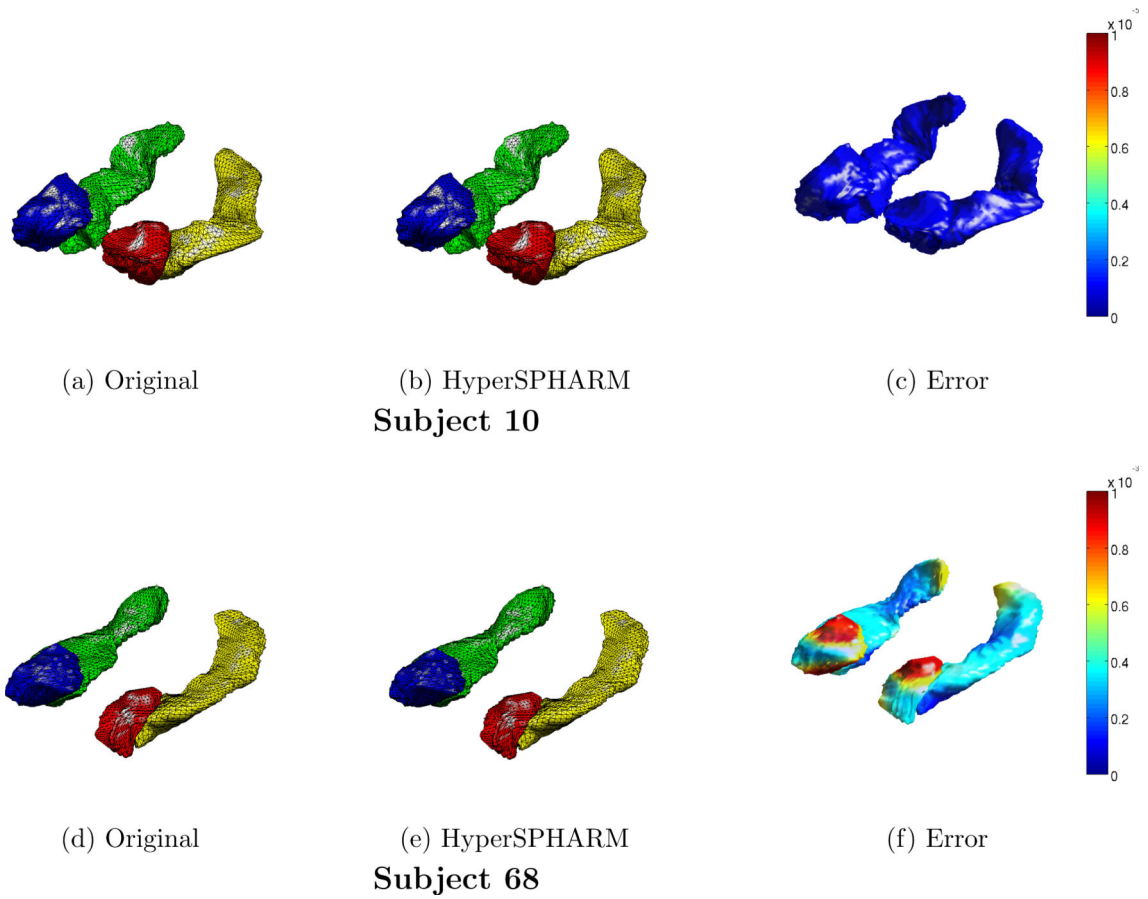 x 10
1
0.8
0.6
0.4
0.2
0
(a) Original
(b) HyperSPHARM
(c) Error
Subject 10
x 10
1
0.8
0.6
0.4
0.2
0
(d) Original
(e) HyperSPHARM
(f) Error
Subject 68